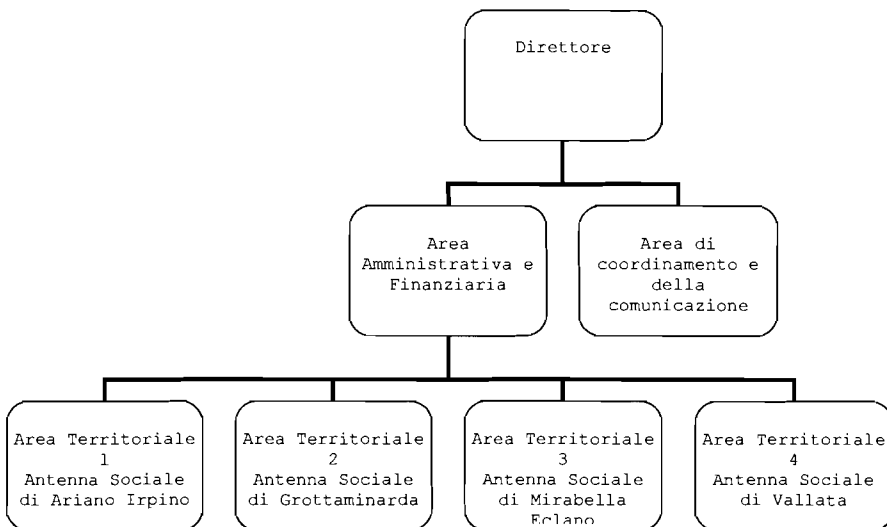 Direttore
Area
Amministrativa e
Finanziaria
Area di
coordinamento e
della
comunicazione
Area Territoriale
1
Antenna Sociale
di Ariano Irpino
Area Territoriale
2
Antenna Sociale
di Grottaminarda
Area Territoriale
3
Antenna Sociale
di Mirabella
Eclano
Area Territoriale
4
Antenna Sociale
di Vallata